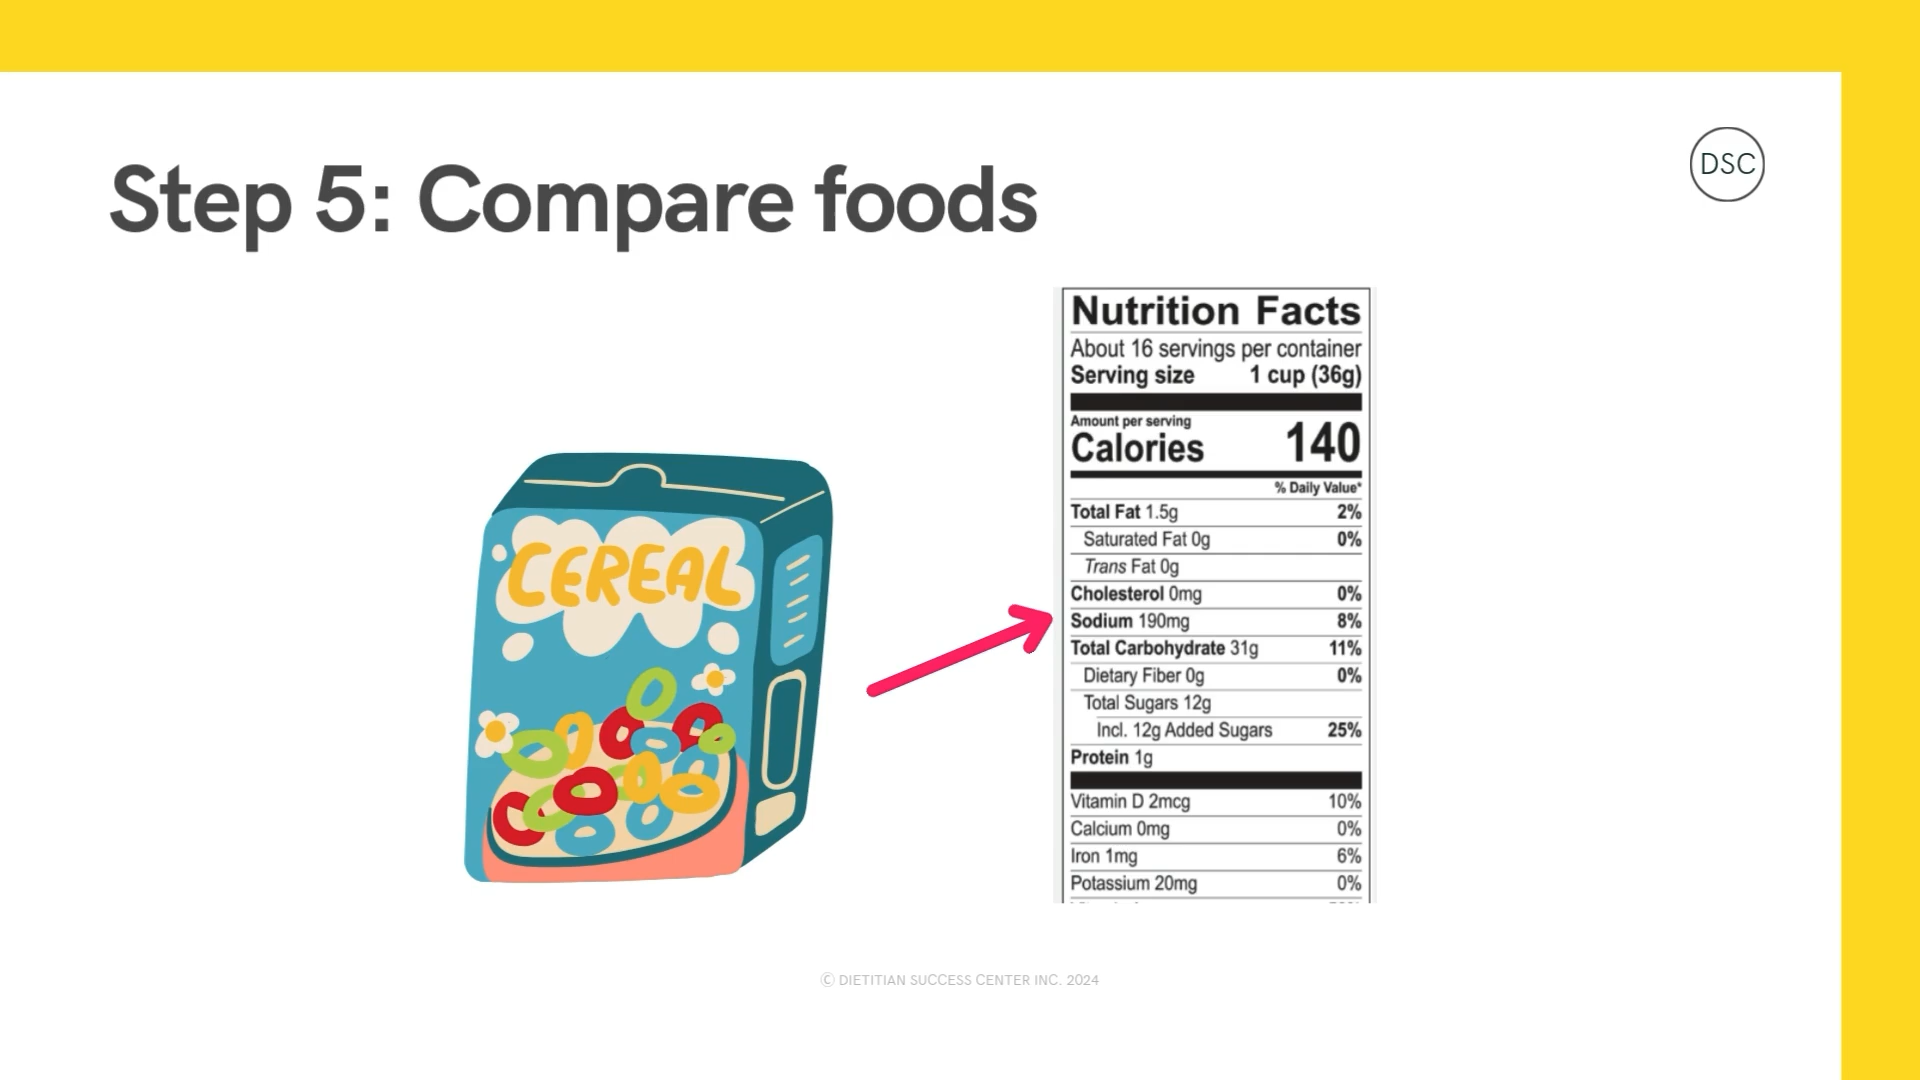 DSC
Step 5: Compare foods
CEREAL
Nutrition Facts
About 16 servings per container
Serving size 1 cup (36g)
Amount per serving
Calories 140
% Daily Value*
Total Fat 1.5g 2%
Saturated Fat 0g 0%
Trans Fat 0g
Cholesterol 0mg 0%
Sodium 190mg 8%
Total Carbohydrate 31g 11%
Dietary Fiber 0g 0%
Total Sugars 12g
Incl. 12g Added Sugars 25%
Protein 1g
Vitamin D 2mcg 10%
Calcium 0mg 0%
Iron 1mg 6%
Potassium 20mg 0%
© DIETITIAN SUCCESS CENTER INC. 2024